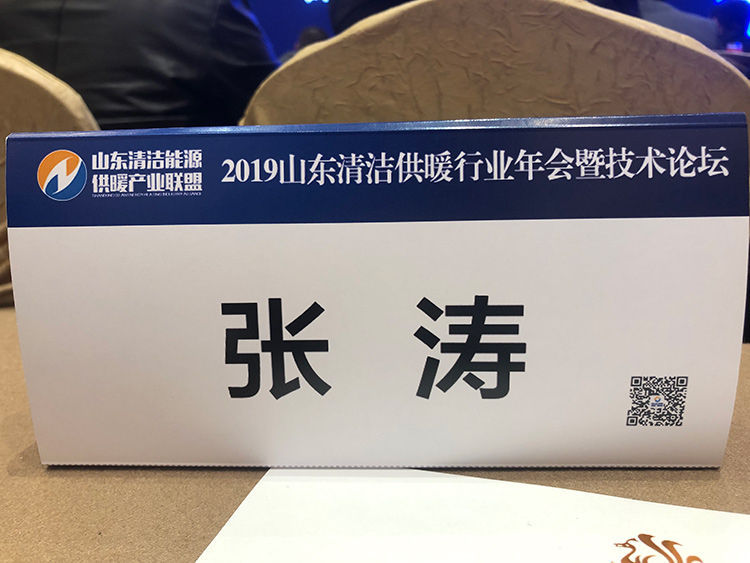 山东清洁能源
供暖产业联盟
2019山东清洁供暖行业年会暨技术论坛
张 涛